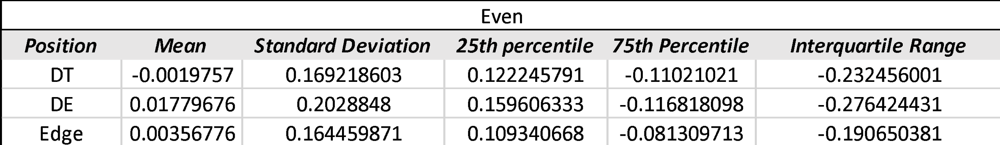 Even
Position Mean Standard Deviation 25th percentile 75th Percentile Interquartile Range
DT -0.0019757 0.169218603 0.122245791 -0.11021021 -0.232456001
DE 0.01779676 0.2028848 0.159606333 -0.116818098 -0.276424431
Edge 0.00356776 0.164459871 0.109340668 -0.081309713 -0.190650381